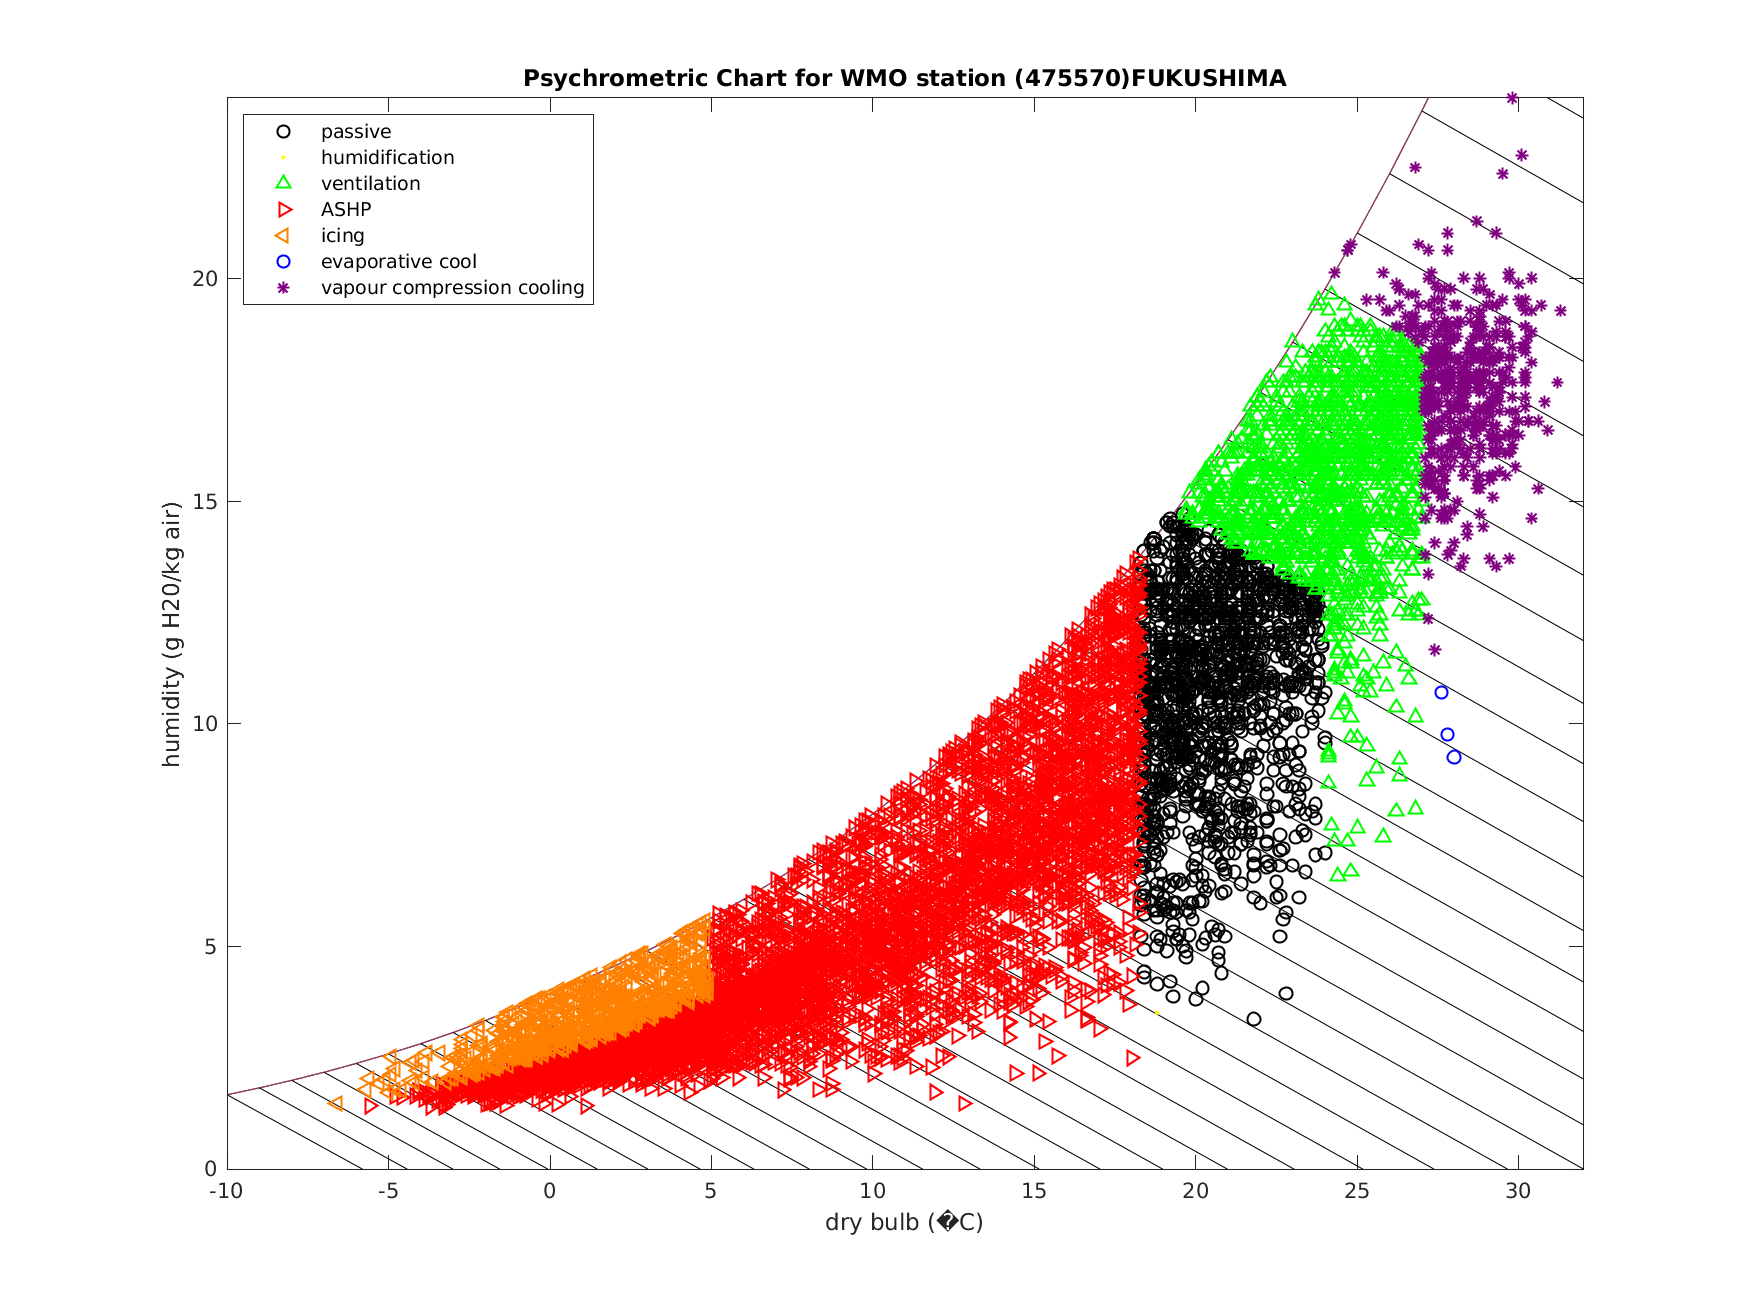 Psychrometric Chart for WMO station (475570)FUKUSHIMA
passive
humidification
ventilation
ASHP
icing
evaporative cool
vapour compression cooling
humidity (g H20/kg air)
20
15
10
5
0
-10 -5 0 5 10 15 20 25 30
dry bulb (�C)